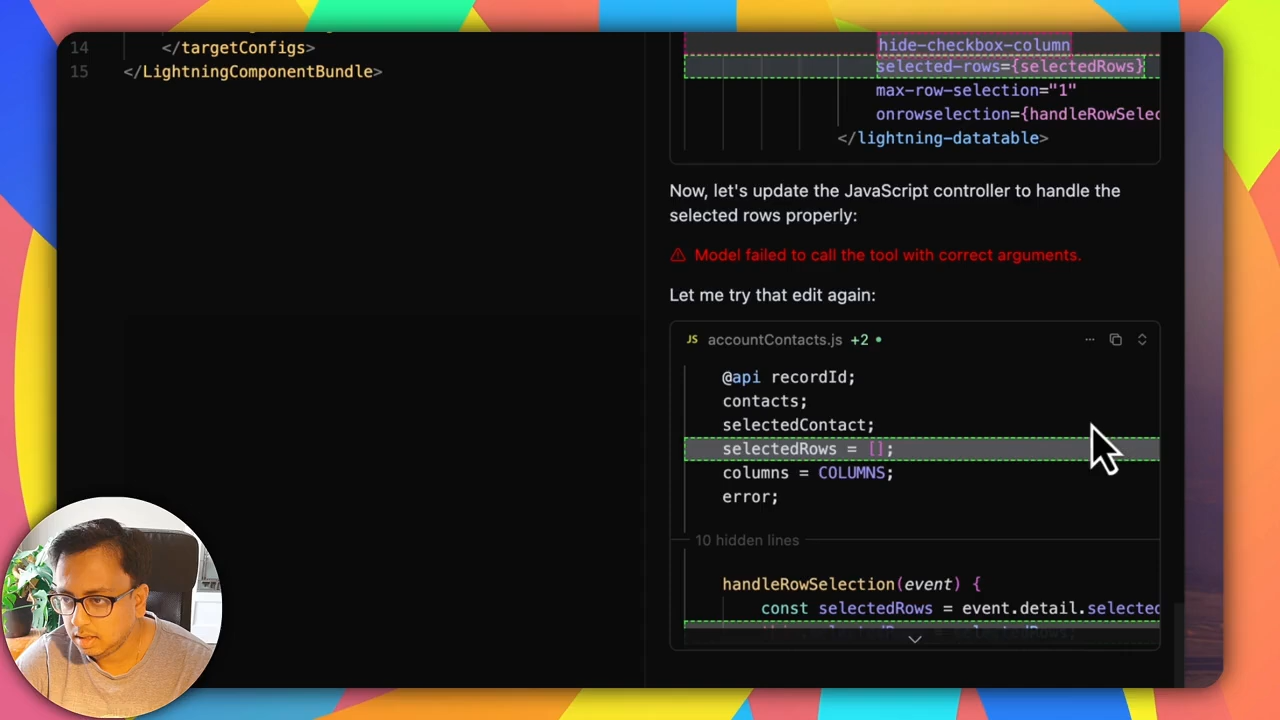 14 </targetConfigs>
15 </LightningComponentBundle>
hide-checkbox-column
selected-rows={selectedRows}
max-row-selection="1"
onrowselection={handleRowSelec
</lightning-datatable>
Now, let's update the JavaScript controller to handle the
selected rows properly:
Model failed to call the tool with correct arguments.
Let me try that edit again:
JS accountContacts.js +2
@api recordId;
contacts;
selectedContact;
selectedRows = [];
columns = COLUMNS;
error;
10 hidden lines
handleRowSelection(event) {
const selectedRows = event.detail.selected